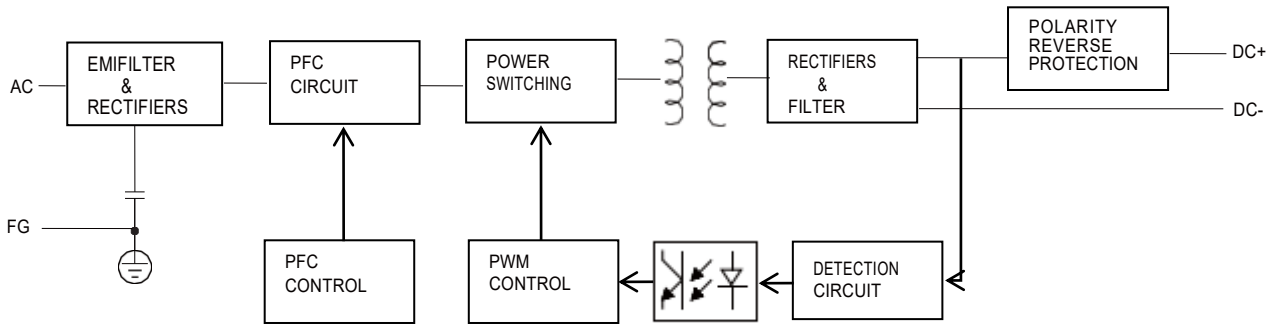 AC
EMIFILTER
&
RECTIFIERS
PFC
CIRCUIT
POWER
SWITCHING
RECTIFIERS
&
FILTER
POLARITY
REVERSE
PROTECTION
DC+
DC-
FG
PFC
CONTROL
PWM
CONTROL
DETECTION
CIRCUIT